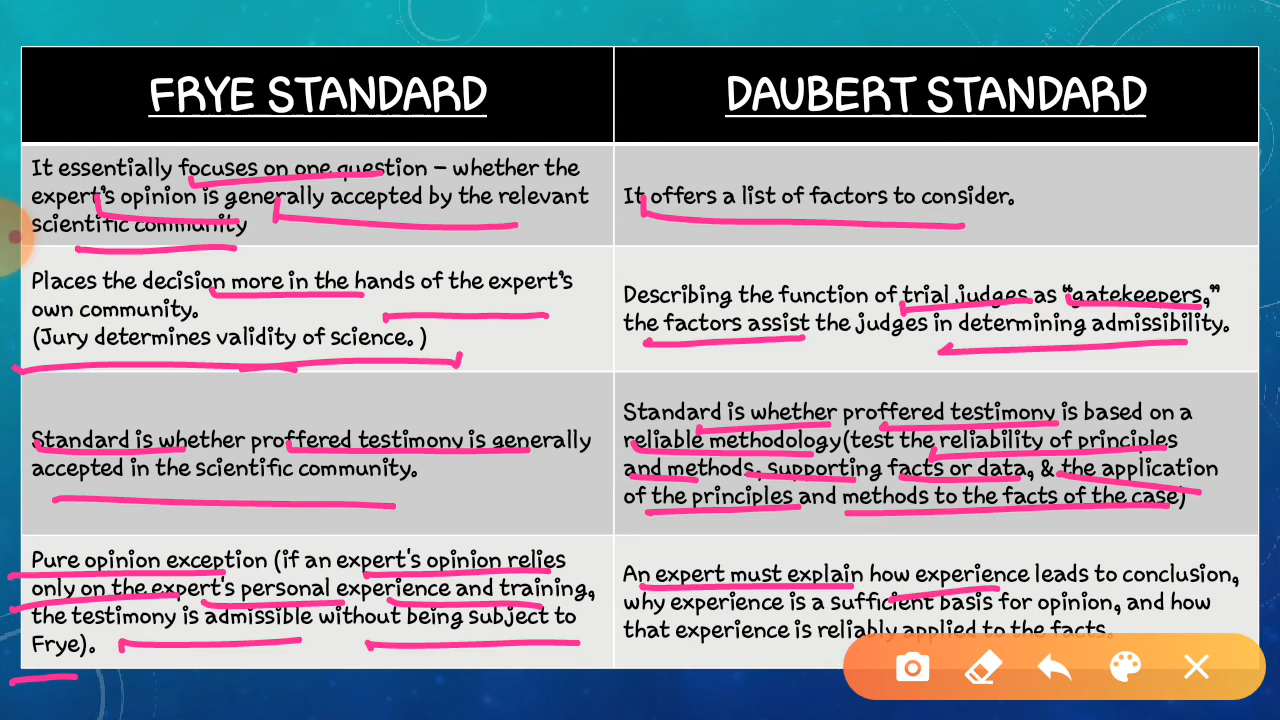 FRYE STANDARD
DAUBERT STANDARD
It essentially focuses on one question – whether the
expert's opinion is generally accepted by the relevant
scientific community
It offers a list of factors to consider.
Places the decision more in the hands of the expert's
own community.
(Jury determines validity of science. )
Describing the function of trial judges as “gatekeepers,”
the factors assist the judges in determining admissibility.
Standard is whether proffered testimony is generally
accepted in the scientific community.
Standard is whether proffered testimony is based on a
reliable methodology(test the reliability of principles
and methods, supporting facts or data, & the application
of the principles and methods to the facts of the case)
Pure opinion exception (if an expert's opinion relies
only on the expert's personal experience and training,
the testimony is admissible without being subject to
Frye).
An expert must explain how experience leads to conclusion,
why experience is a sufficient basis for opinion, and how
that experience is reliably applied to the facts.